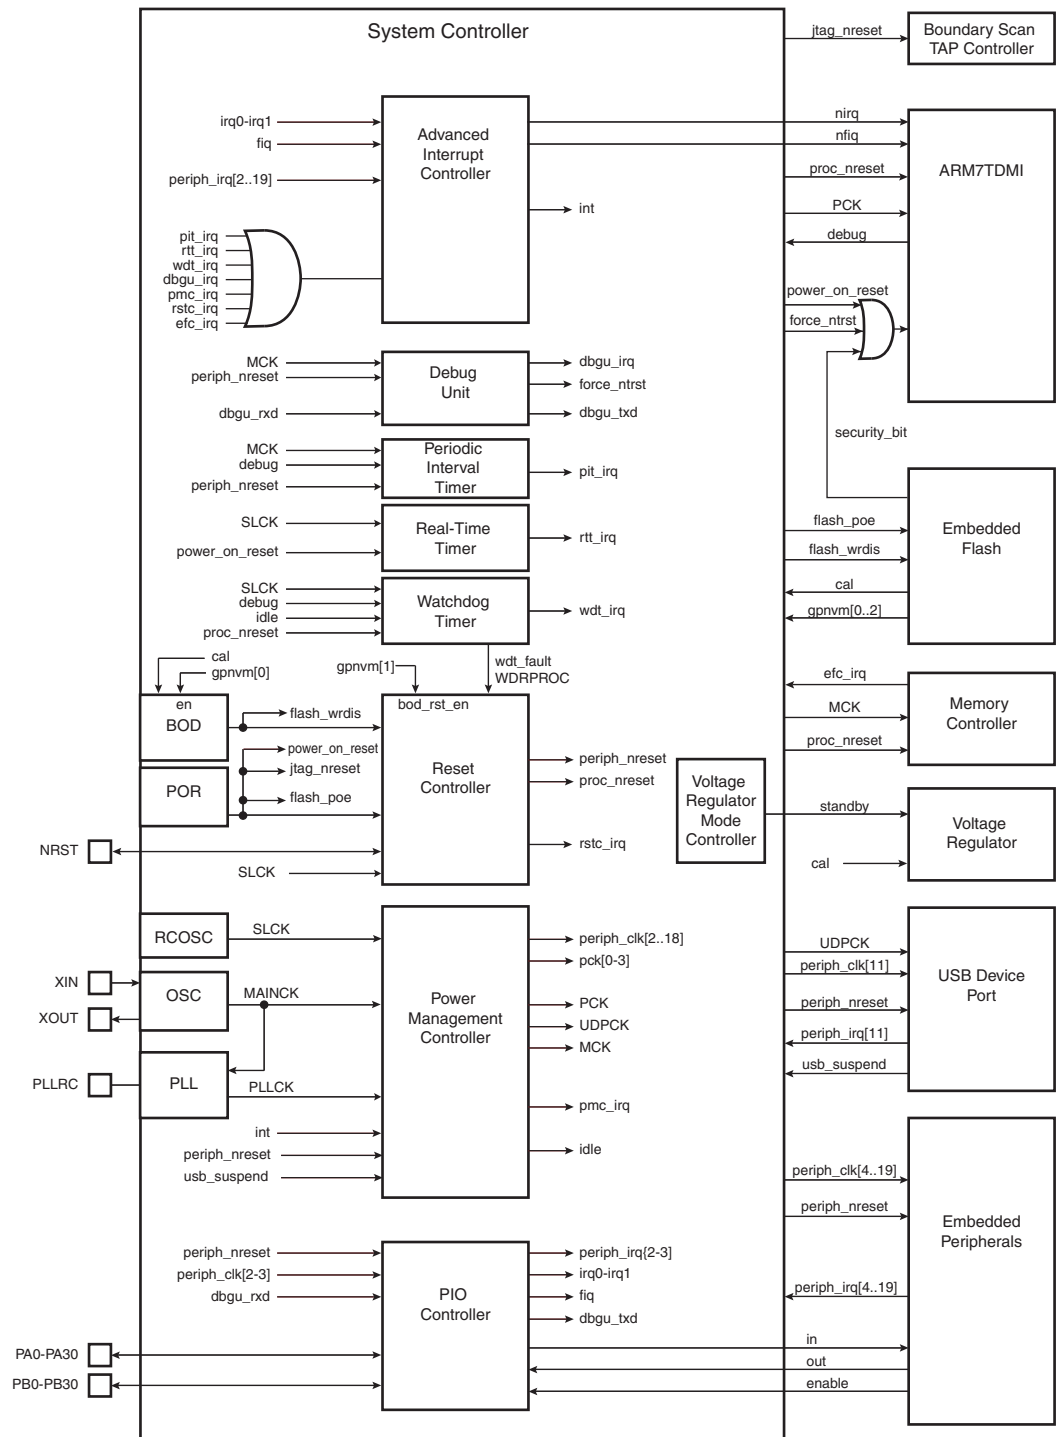 System Controller
jtag_nreset
Boundary Scan
TAP Controller
irq0-irq1
fiq
periph_irq[2..19]
Advanced
Interrupt
Controller
int
nirq
nfiq
proc_nreset
PCK
debug
ARM7TDMI
pit_irq
rtt_irq
wdt_irq
dbgu_irq
pmc_irq
rstc_irq
efc_irq
power_on_reset
force_ntrst
security_bit
MCK
periph_nreset
dbgu_rxd
Debug
Unit
dbgu_irq
force_ntrst
dbgu_txd
MCK
debug
periph_nreset
Periodic
Interval
Timer
pit_irq
SLCK
power_on_reset
Real-Time
Timer
rtt_irq
flash_poe
flash_wrdis
cal
gpnvm[0..2]
Embedded
Flash
SLCK
debug
idle
proc_nreset
Watchdog
Timer
wdt_irq
cal
gpnvm[0]
gpnvm[1]
wdt_fault
WDRPROC
en
BOD
flash_wrdis
bod_rst_en
Reset
Controller
power_on_reset
jtag_nreset
flash_poe
POR
periph_nreset
proc_nreset
rstc_irq
NRST
SLCK
efc_irq
MCK
proc_nreset
Memory
Controller
Voltage
Regulator
Mode
Controller
standby
cal
Voltage
Regulator
RCOSC
SLCK
XIN
XOUT
OSC
MAINCK
PLLRC
PLL
PLLCK
int
periph_nreset
usb_suspend
Power
Management
Controller
periph_clk[2..18]
pck[0-3]
PCK
UDPCK
MCK
pmc_irq
idle
UDPCK
periph_clk[11]
periph_nreset
periph_irq[11]
usb_suspend
USB Device
Port
periph_clk[4..19]
periph_nreset
periph_irq[4..19]
in
out
enable
Embedded
Peripherals
periph_nreset
periph_clk[2-3]
dbgu_rxd
PIO
Controller
periph_irq{2-3]
irq0-irq1
fiq
dbgu_txd
PA0-PA30
PB0-PB30